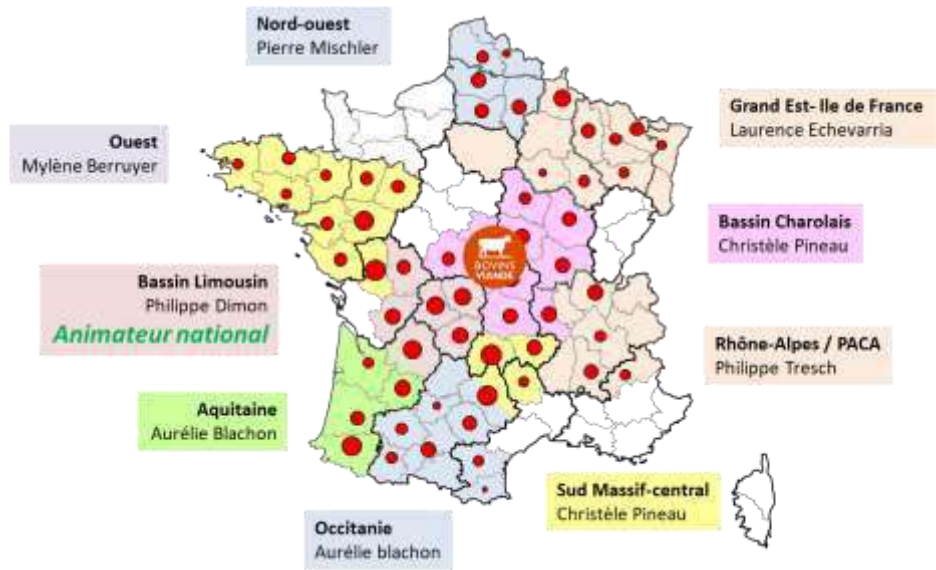 Nord-ouest
Pierre Mischler
Grand Est- Ile de France
Laurence Echevarria
Ouest
Mylène Berruyer
Bassin Charolais
Christèle Pineau
BOVINS
VIANDE
Bassin Limousin
Philippe Dimon
Animateur national
Rhône-Alpes / PACA
Philippe Tresch
Aquitaine
Aurélie Blachon
Sud Massif-central
Christèle Pineau
Occitanie
Aurélie blachon